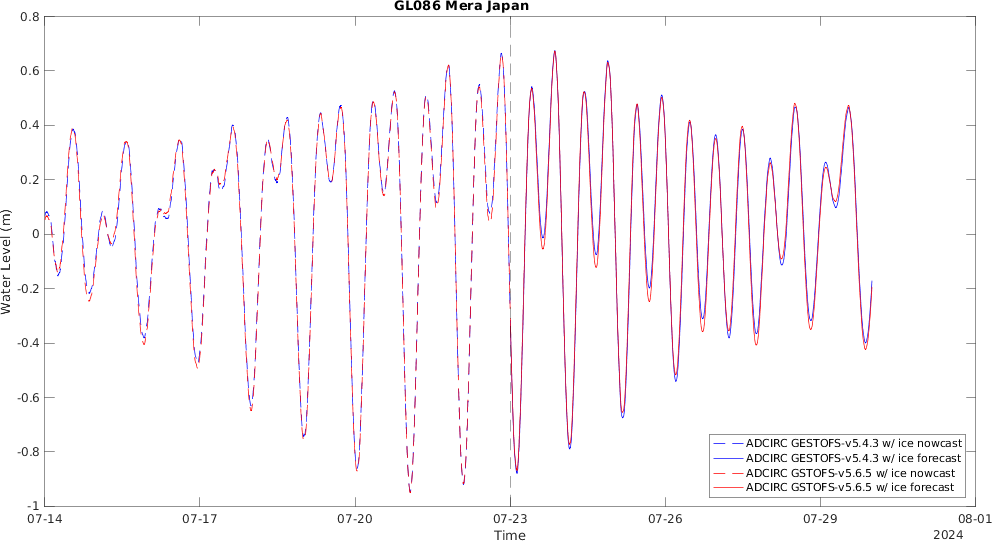 GL086 Mera Japan
0.8
0.6
0.4
0.2
0
-0.2
-0.4
-0.6
-0.8
-1
Water Level (m)
07-14 07-17 07-20 07-23 07-26 07-29 08-01
Time
2024
ADCIRC GESTOFS-v5.4.3 w/ ice nowcast
ADCIRC GESTOFS-v5.4.3 w/ ice forecast
ADCIRC GSTOFS-v5.6.5 w/ ice nowcast
ADCIRC GSTOFS-v5.6.5 w/ ice forecast